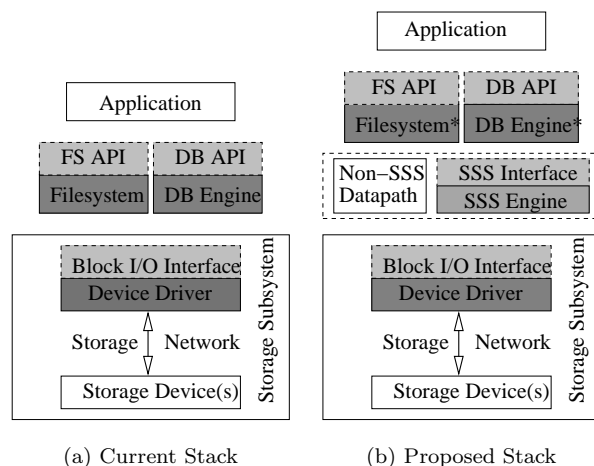 Application
FS API DB API
Filesystem DB Engine
Block I/O Interface
Device Driver
Storage Network
Storage Device(s)
Storage Subsystem
(a) Current Stack
Application
FS API DB API
Filesystem* DB Engine*
Non−SSS
Datapath
SSS Interface
SSS Engine
Block I/O Interface
Device Driver
Storage Network
Storage Device(s)
Storage Subsystem
(b) Proposed Stack